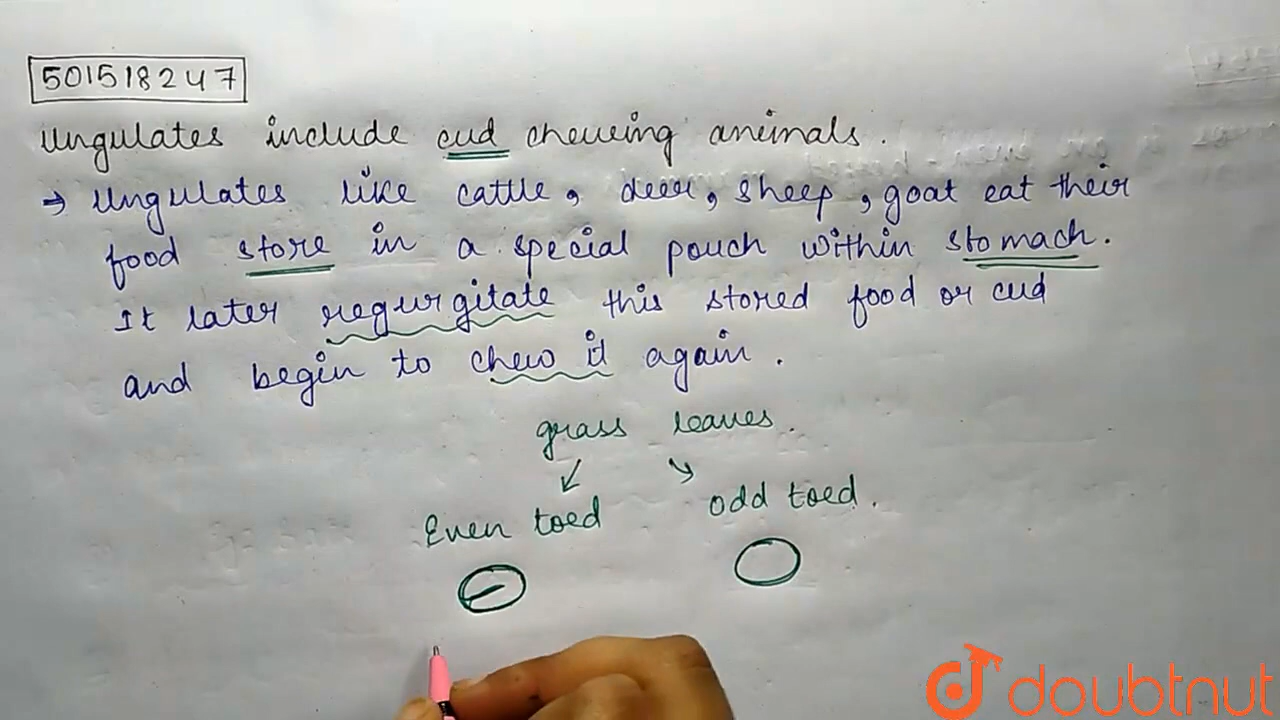 501518247
Ungulates include cud chewing animals.
→ Ungulates like cattle, deer, sheep, goat eat their
food store in a special pouch within stomach.
It later regurgitate this stored food or cud
and begin to chew it again.
grass leaves.
Even toed
odd toed.
doubtnut